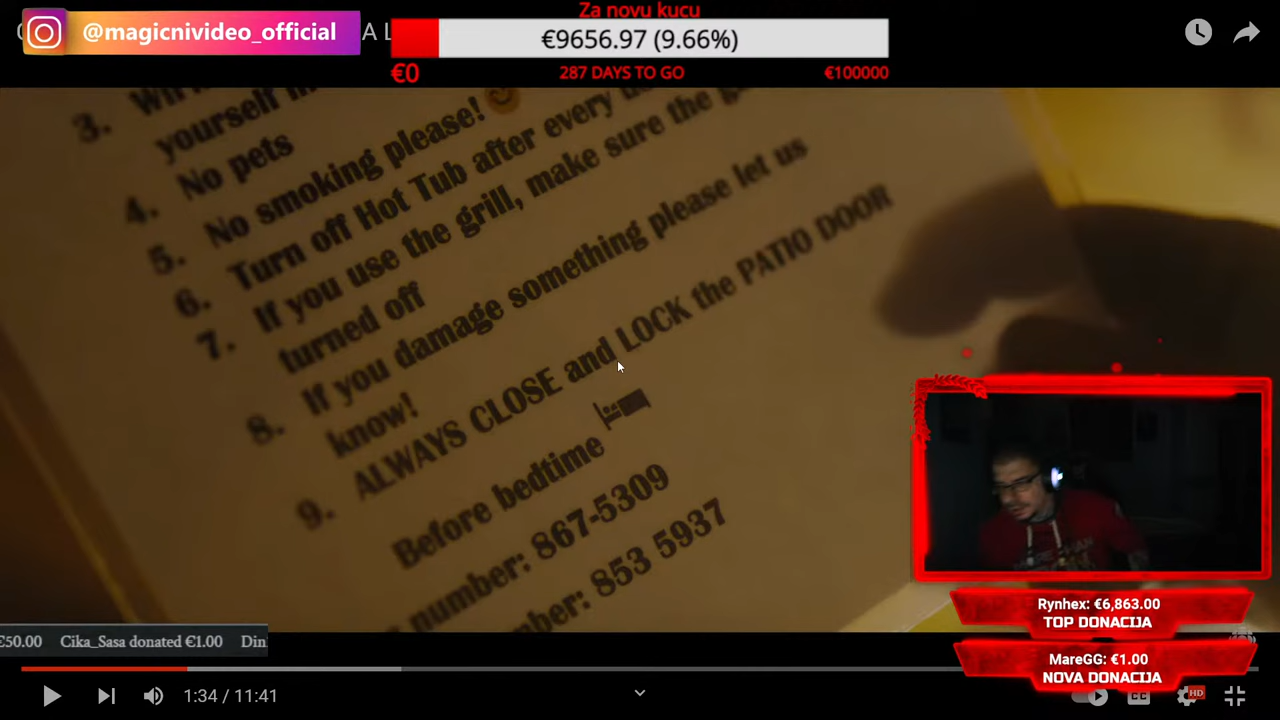 @magicnivideo_official
A L
Za novu kucu
€9656.97 (9.66%)
€0
287 DAYS TO GO
€100000
3.
yourself
4. No pets
5. No smoking please!
6. Turn off Hot Tub after every
7. If you use the grill, make sure the
turned off
8. If you damage something please let us
know!
9. ALWAYS CLOSE and LOCK the PATIO DOOR
Before bedtime
number: 867-5309
mber: 853 5937
Rynhex: €6,863.00
TOP DONACIJA
MareGG: €1.00
NOVA DONACIJA
€50.00 Cika_Sasa donated €1.00 Din
1:34 / 11:41
CC
HD